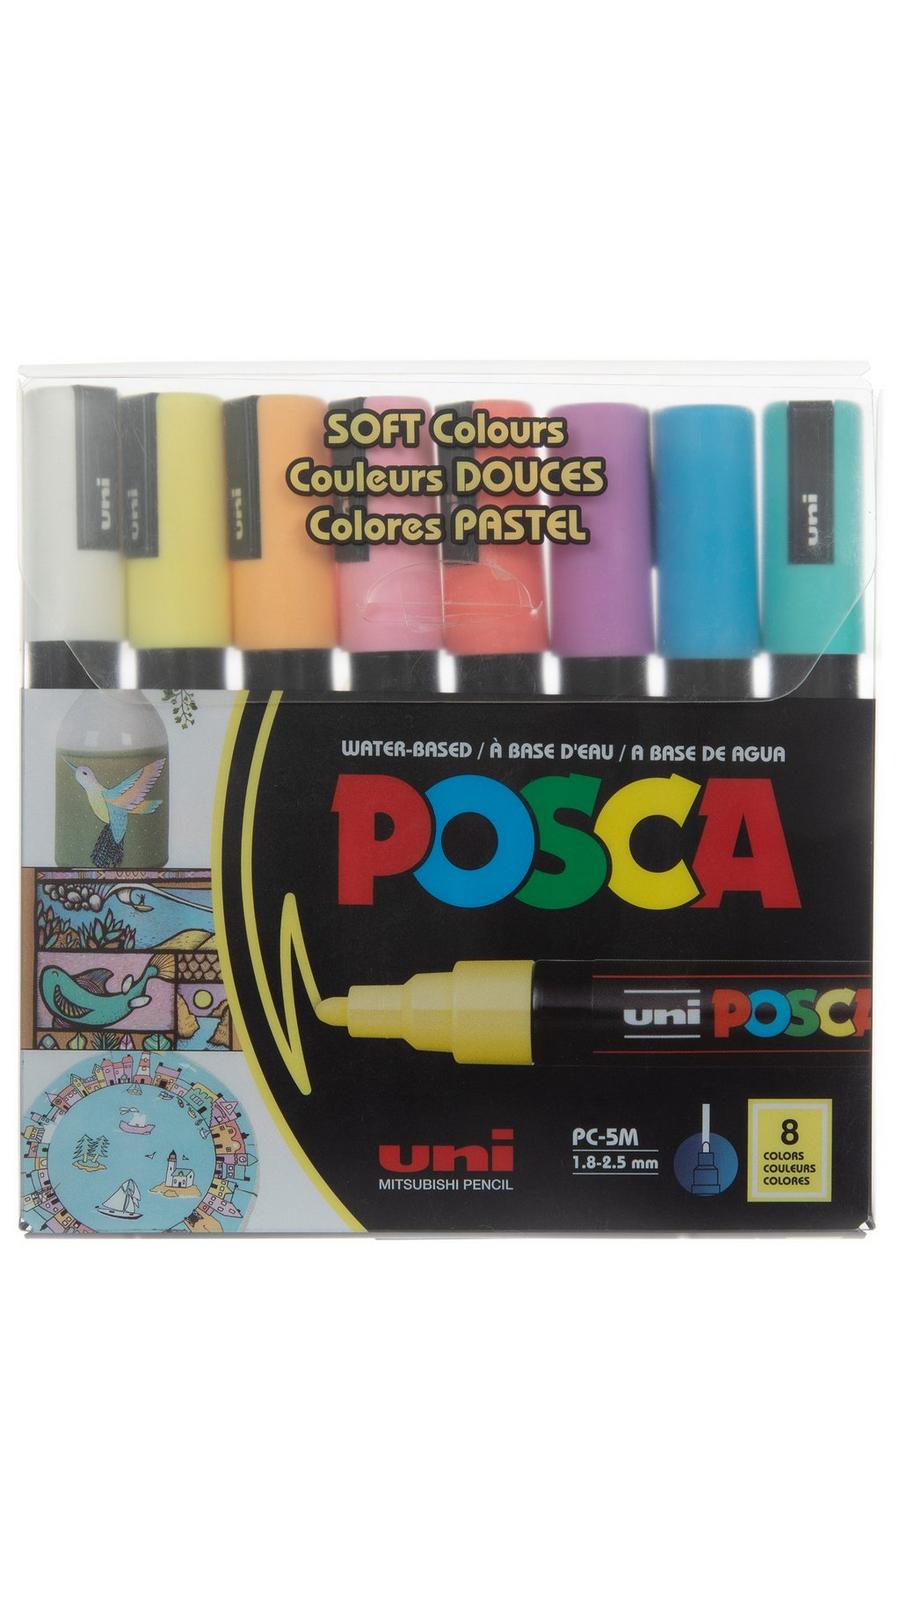 SOFT Colours
Couleurs DOUCES
Colores PASTEL
uni
uni
uni
uni
WATER-BASED / À BASE D'EAU / A BASE DE AGUA
POSCA
uni POSCA
uni
MITSUBISHI PENCIL
PC-5M
1.8-2.5 mm
8
COLORS
COULEURS
COLORES